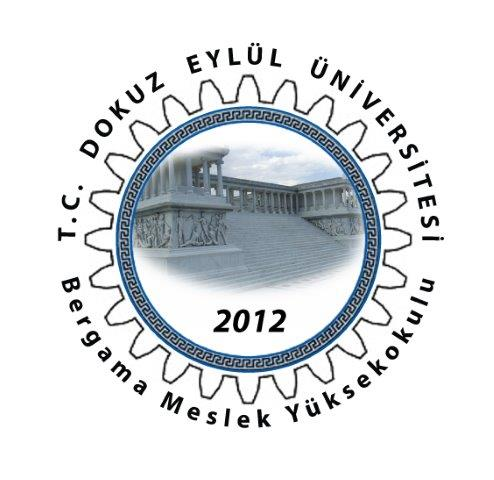 T.C. DOKUZ EYLÜL ÜNİVERSİTESİ
2012
Bergama Meslek Yüksekokulu